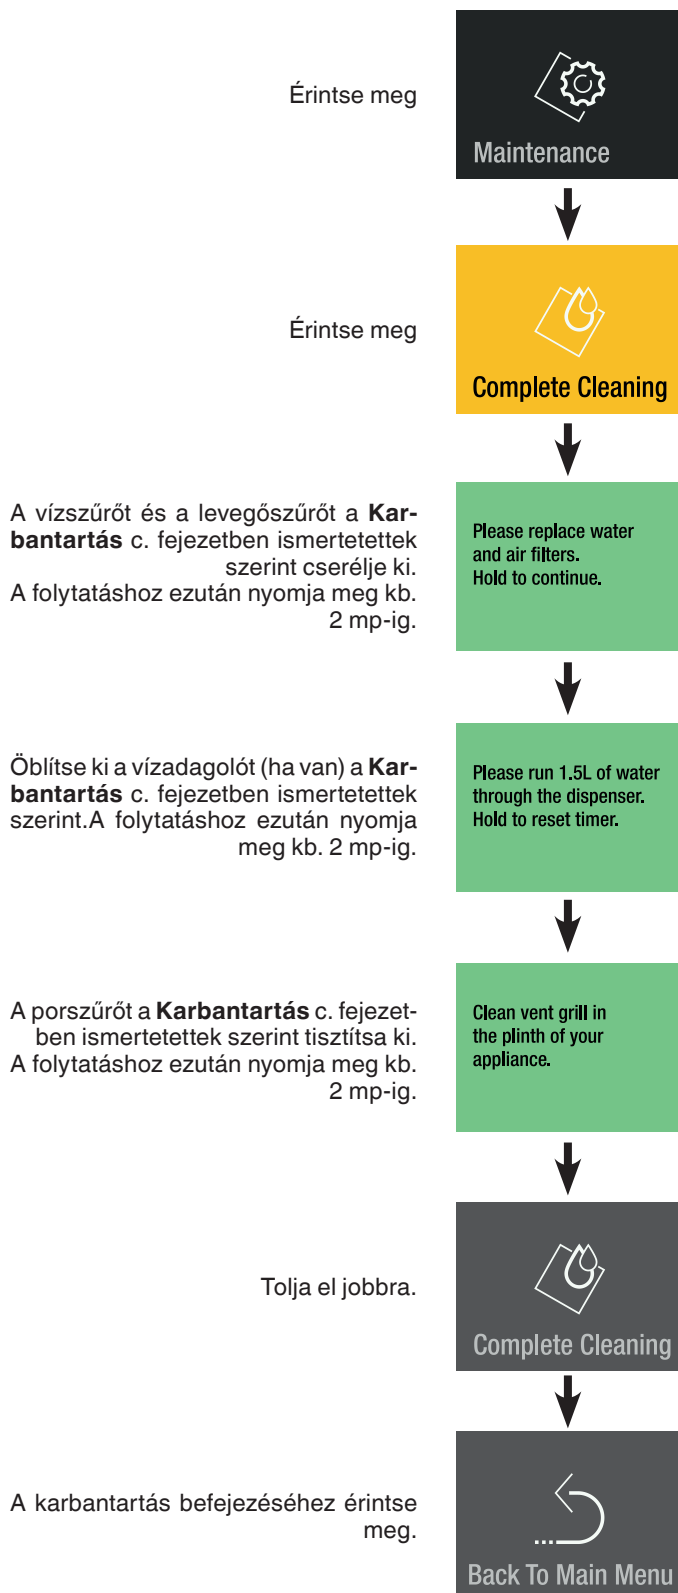 Érintse meg
Maintenance
Érintse meg
Complete Cleaning
A vízszűrőt és a levegőszűrőt a Kar-
bantartás c. fejezetben ismertetettek
szerint cserélje ki.
A folytatáshoz ezután nyomja meg kb.
2 mp-ig.
Please replace water
and air filters.
Hold to continue.
Öblítse ki a vízadagolót (ha van) a Kar-
bantartás c. fejezetben ismertetettek
szerint.A folytatáshoz ezután nyomja
meg kb. 2 mp-ig.
Please run 1.5L of water
through the dispenser.
Hold to reset timer.
A porszűrőt a Karbantartás c. fejezet-
ben ismertetettek szerint tisztítsa ki.
A folytatáshoz ezután nyomja meg kb.
2 mp-ig.
Clean vent grill in
the plinth of your
appliance.
Tolja el jobbra.
Complete Cleaning
A karbantartás befejezéséhez érintse
meg.
Back To Main Menu